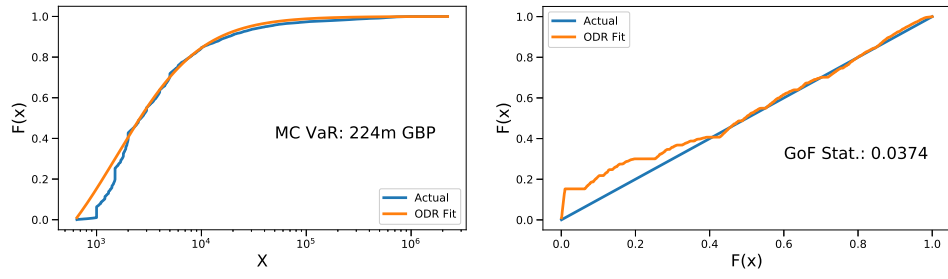 F(x)
1.0
0.8
0.6
0.4
0.2
0.0
MC VaR: 224m GBP
Actual
ODR Fit
10³ 10⁴ 10⁵ 10⁶
X
F(x)
1.0
0.8
0.6
0.4
0.2
0.0
Actual
ODR Fit
GoF Stat.: 0.0374
0.0 0.2 0.4 0.6 0.8 1.0
F(x)